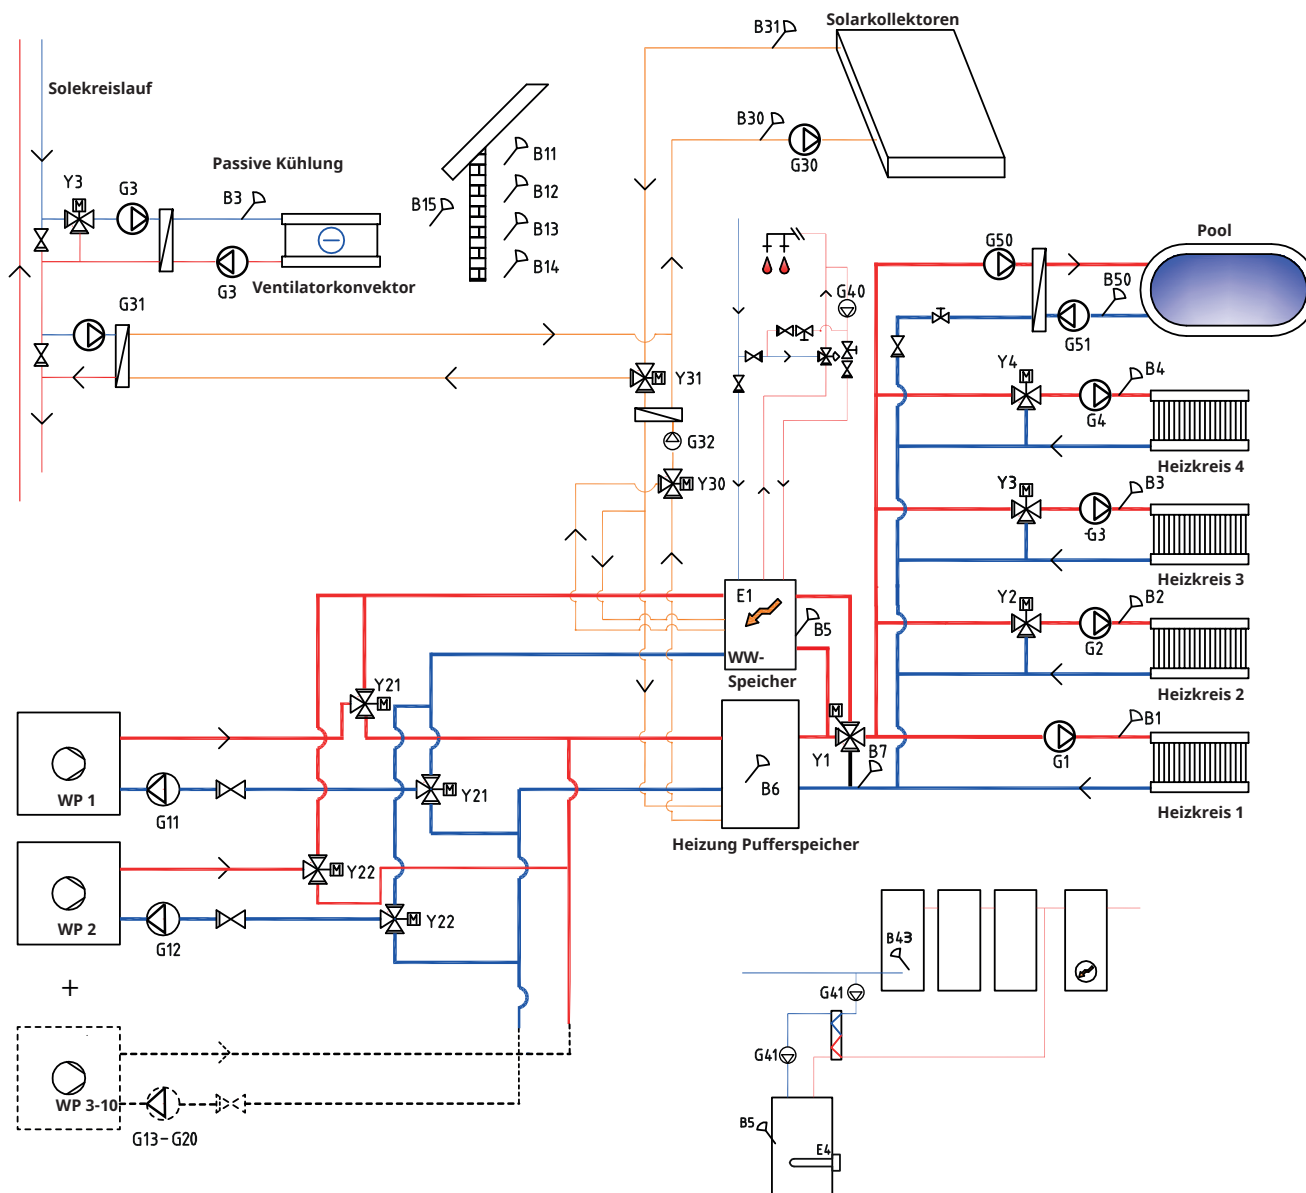 Solarkollektoren
B31
Solekreislauf
B30
G30
Passive Kühlung
B11
Y3
M
G3
B3
B12
B15
B13
B14
G3
Ventilatorkonvektor
Pool
G50
B50
G51
G31
G40
Y31
M
G32
Y30
M
Y4
M
B4
G4
Heizkreis 4
Y3
M
B3
G3
Heizkreis 3
Y2
M
B2
G2
Heizkreis 2
E1
B5
WW-
Speicher
Y21
M
M
Y1
B7
B1
G1
Heizkreis 1
WP 1
G11
Y21
M
B6
Heizung Pufferspeicher
WP 2
G12
Y22
M
Y22
M
+
WP 3-10
G13-G20
B43
G41
G41
B5
E4